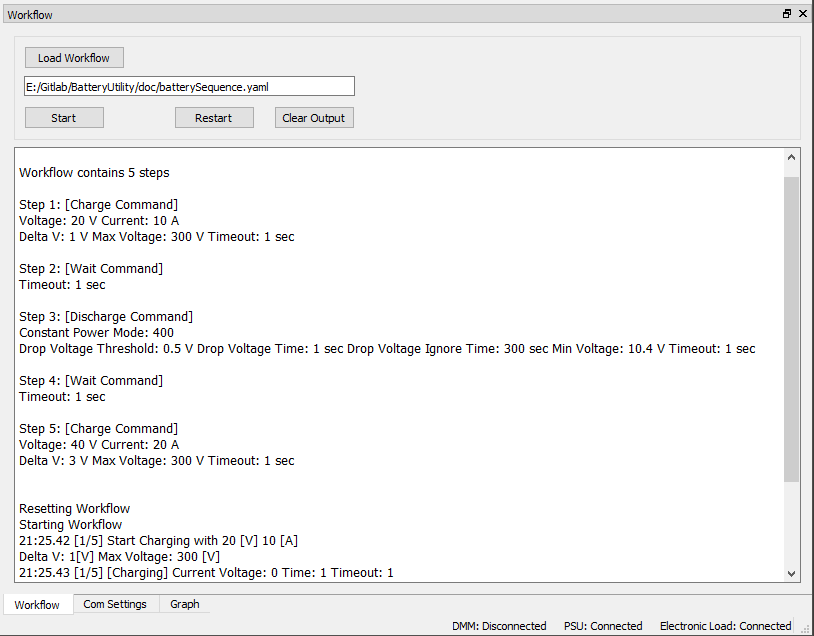 Workflow
Load Workflow
E:/Gitlab/BatteryUtility/doc/batterySequence.yaml
Start Restart Clear Output
Workflow contains 5 steps
Step 1: [Charge Command]
Voltage: 20 V Current: 10 A
Delta V: 1 V Max Voltage: 300 V Timeout: 1 sec
Step 2: [Wait Command]
Timeout: 1 sec
Step 3: [Discharge Command]
Constant Power Mode: 400
Drop Voltage Threshold: 0.5 V Drop Voltage Time: 1 sec Drop Voltage Ignore Time: 300 sec Min Voltage: 10.4 V Timeout: 1 sec
Step 4: [Wait Command]
Timeout: 1 sec
Step 5: [Charge Command]
Voltage: 40 V Current: 20 A
Delta V: 3 V Max Voltage: 300 V Timeout: 1 sec
Resetting Workflow
Starting Workflow
21:25.42 [1/5] Start Charging with 20 [V] 10 [A]
Delta V: 1[V] Max Voltage: 300 [V]
21:25.43 [1/5] [Charging] Current Voltage: 0 Time: 1 Timeout: 1
Workflow Com Settings Graph
DMM: Disconnected PSU: Connected Electronic Load: Connected